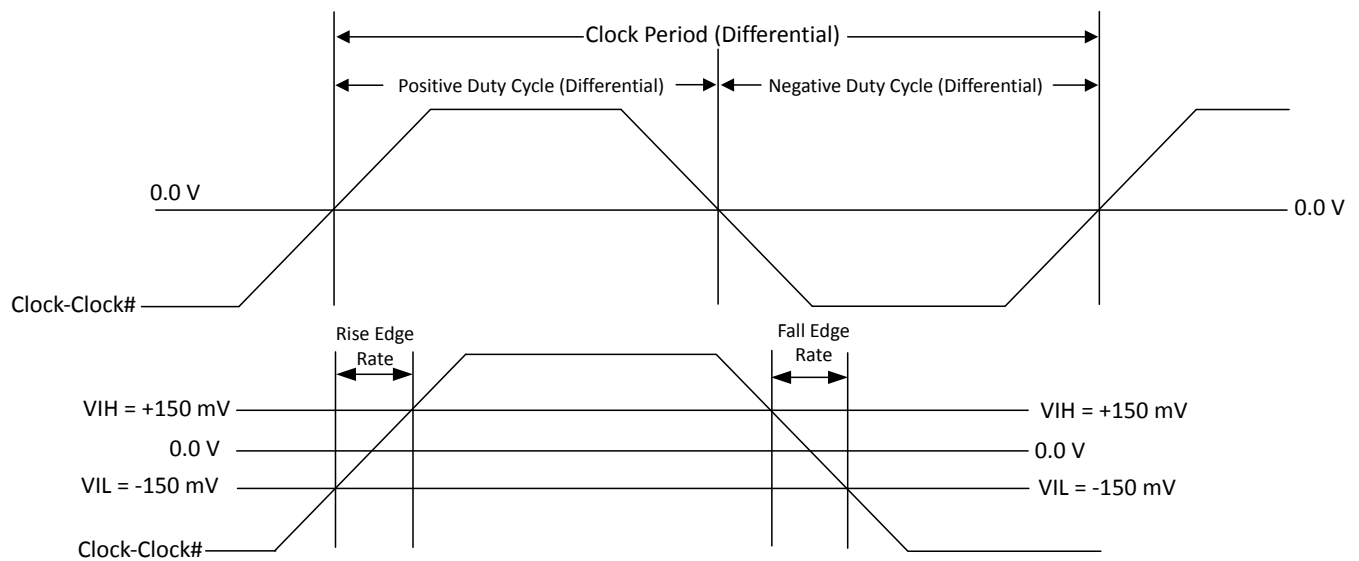 Clock Period (Differential)
Positive Duty Cycle (Differential)
Negative Duty Cycle (Differential)
0.0 V
0.0 V
Clock-Clock#
Rise Edge
Rate
Fall Edge
Rate
VIH = +150 mV
VIH = +150 mV
0.0 V
0.0 V
VIL = -150 mV
VIL = -150 mV
Clock-Clock#